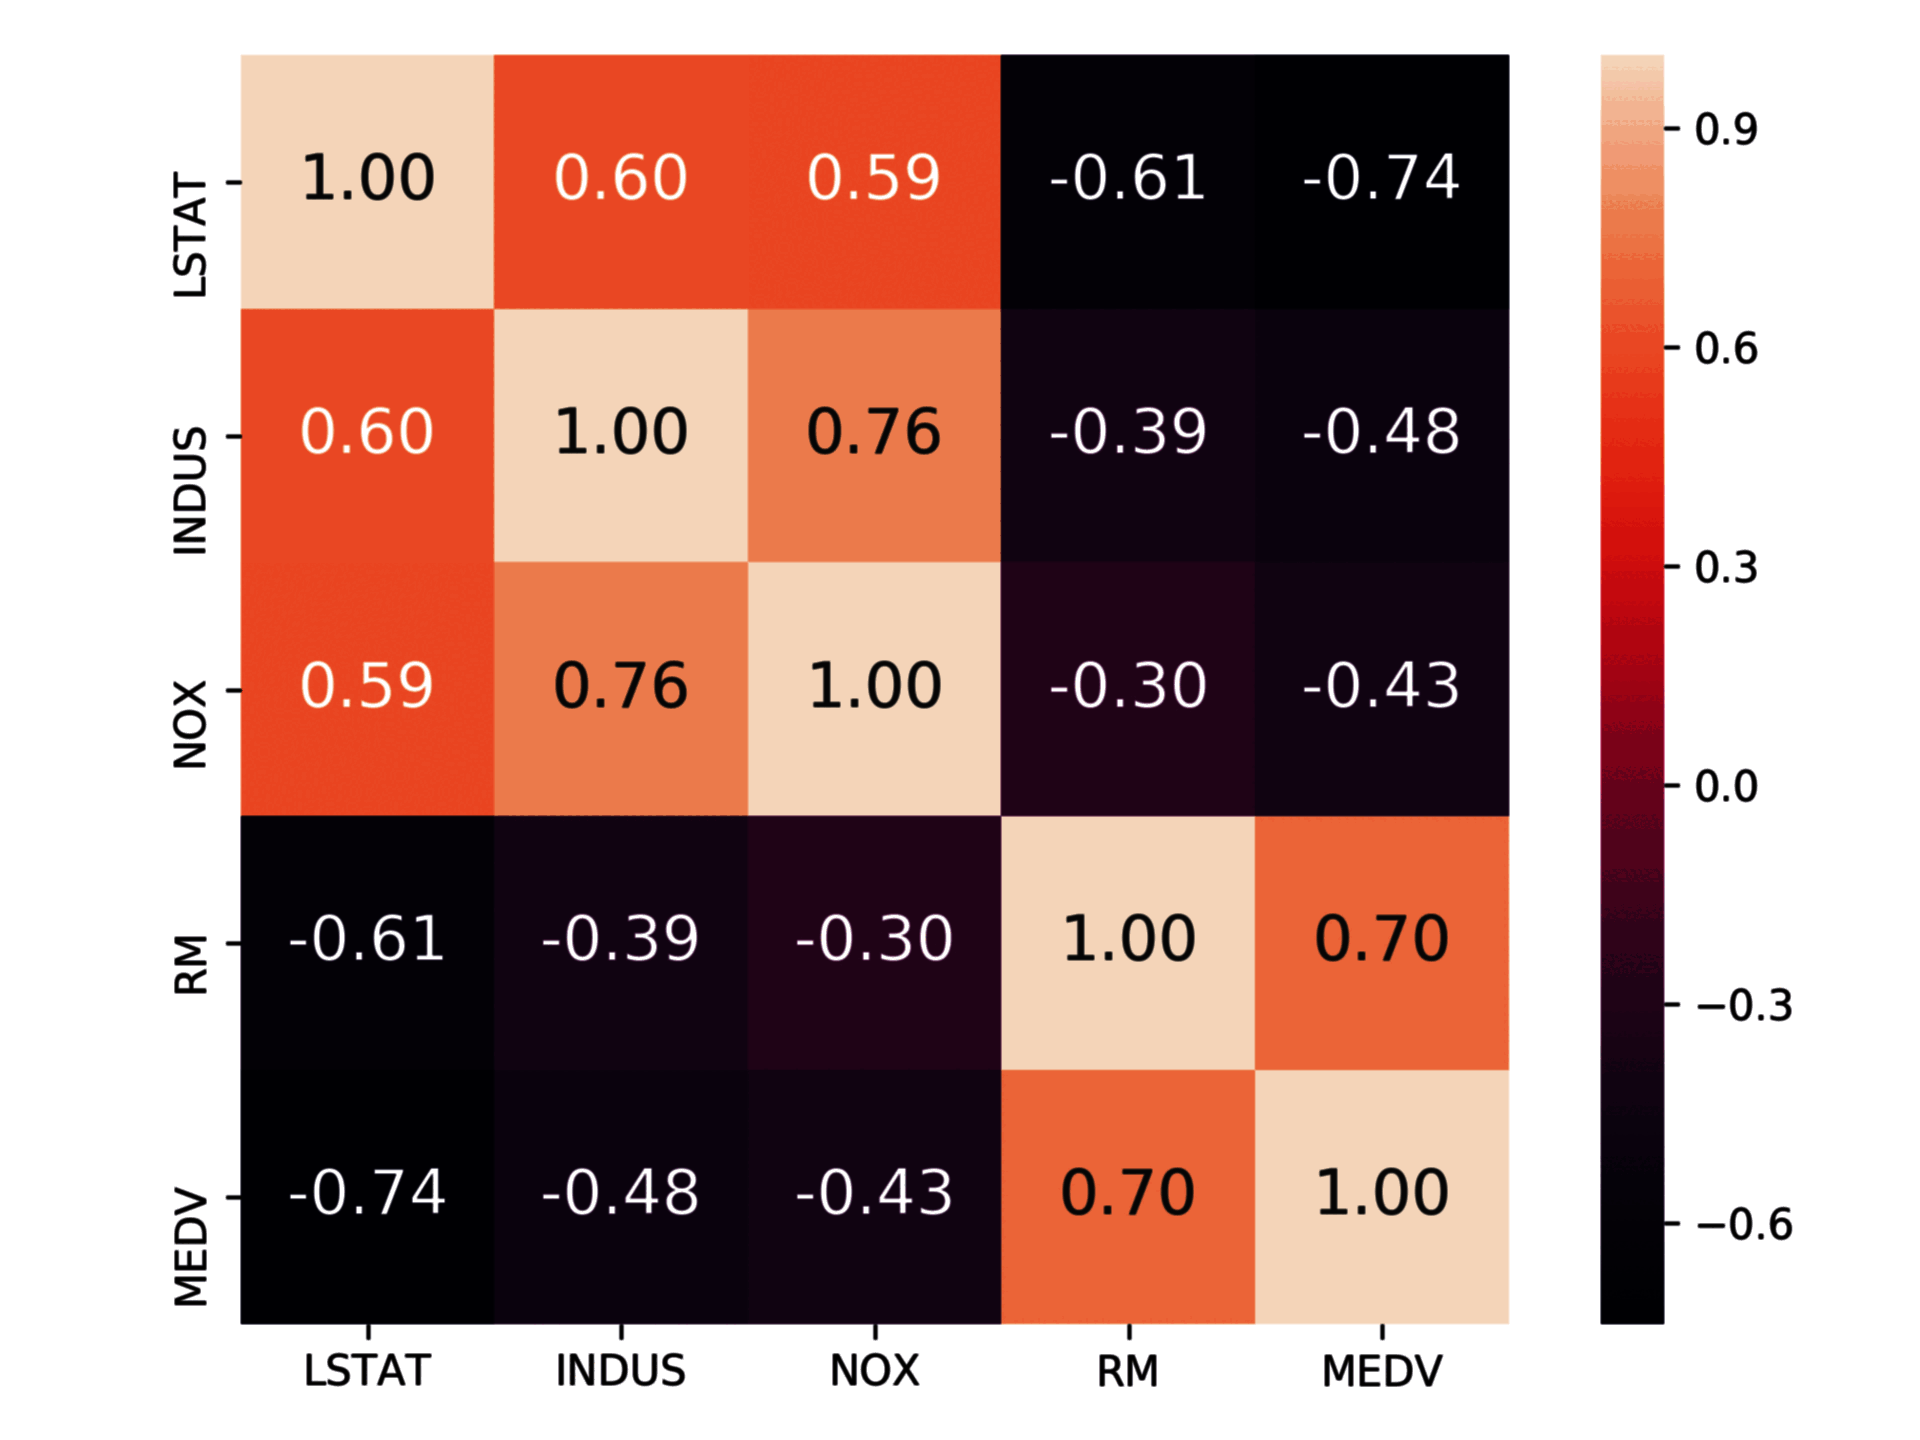 LSTAT 1.00 0.60 0.59 -0.61 -0.74
INDUS 0.60 1.00 0.76 -0.39 -0.48
NOX 0.59 0.76 1.00 -0.30 -0.43
RM -0.61 -0.39 -0.30 1.00 0.70
MEDV -0.74 -0.48 -0.43 0.70 1.00
LSTAT INDUS NOX RM MEDV
0.9
0.6
0.3
0.0
−0.3
−0.6